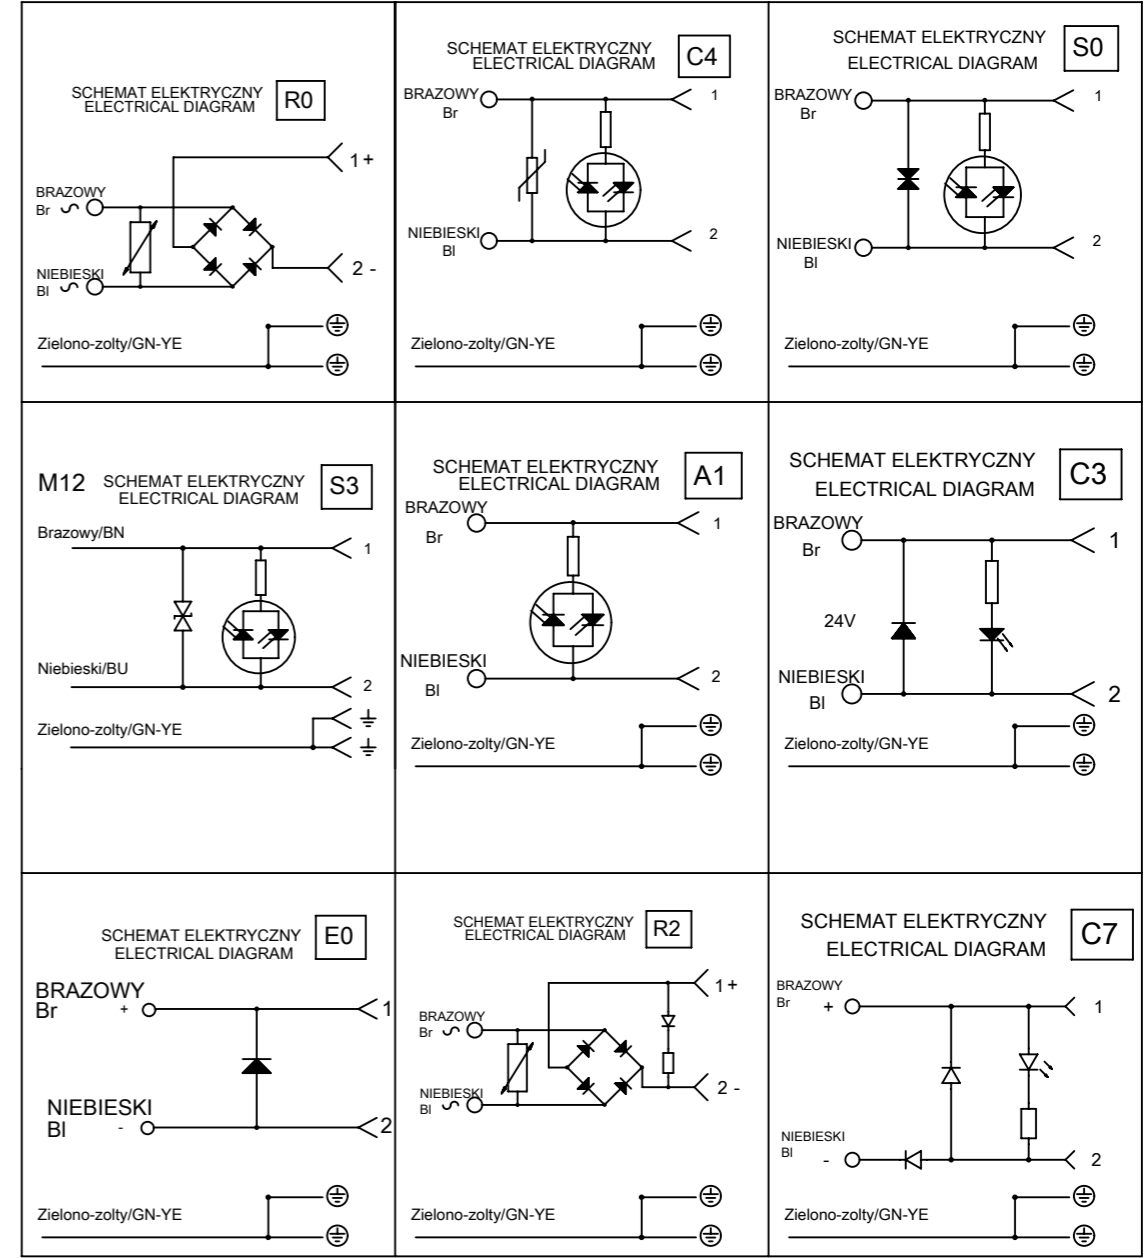 SCHEMAT ELEKTRYCZNY
ELECTRICAL DIAGRAM
R0
1 +
BRAZOWY
Br
NIEBIESKI
Bl
2 -
Zielono-zolty/GN-YE
SCHEMAT ELEKTRYCZNY
ELECTRICAL DIAGRAM
C4
BRAZOWY
Br
1
NIEBIESKI
Bl
2
Zielono-zolty/GN-YE
SCHEMAT ELEKTRYCZNY
ELECTRICAL DIAGRAM
S0
BRAZOWY
Br
1
NIEBIESKI
Bl
2
Zielono-zolty/GN-YE
M12 SCHEMAT ELEKTRYCZNY
ELECTRICAL DIAGRAM
S3
Brazowy/BN
1
Niebieski/BU
2
Zielono-zolty/GN-YE
SCHEMAT ELEKTRYCZNY
ELECTRICAL DIAGRAM
A1
BRAZOWY
Br
1
NIEBIESKI
Bl
2
Zielono-zolty/GN-YE
SCHEMAT ELEKTRYCZNY
ELECTRICAL DIAGRAM
C3
BRAZOWY
Br
1
24V
NIEBIESKI
Bl
2
Zielono-zolty/GN-YE
SCHEMAT ELEKTRYCZNY
ELECTRICAL DIAGRAM
E0
BRAZOWY
Br +
1
NIEBIESKI
Bl -
2
Zielono-zolty/GN-YE
SCHEMAT ELEKTRYCZNY
ELECTRICAL DIAGRAM
R2
1 +
BRAZOWY
Br
NIEBIESKI
Bl
2 -
Zielono-zolty/GN-YE
SCHEMAT ELEKTRYCZNY
ELECTRICAL DIAGRAM
C7
BRAZOWY
Br +
1
NIEBIESKI
Bl -
2
Zielono-zolty/GN-YE